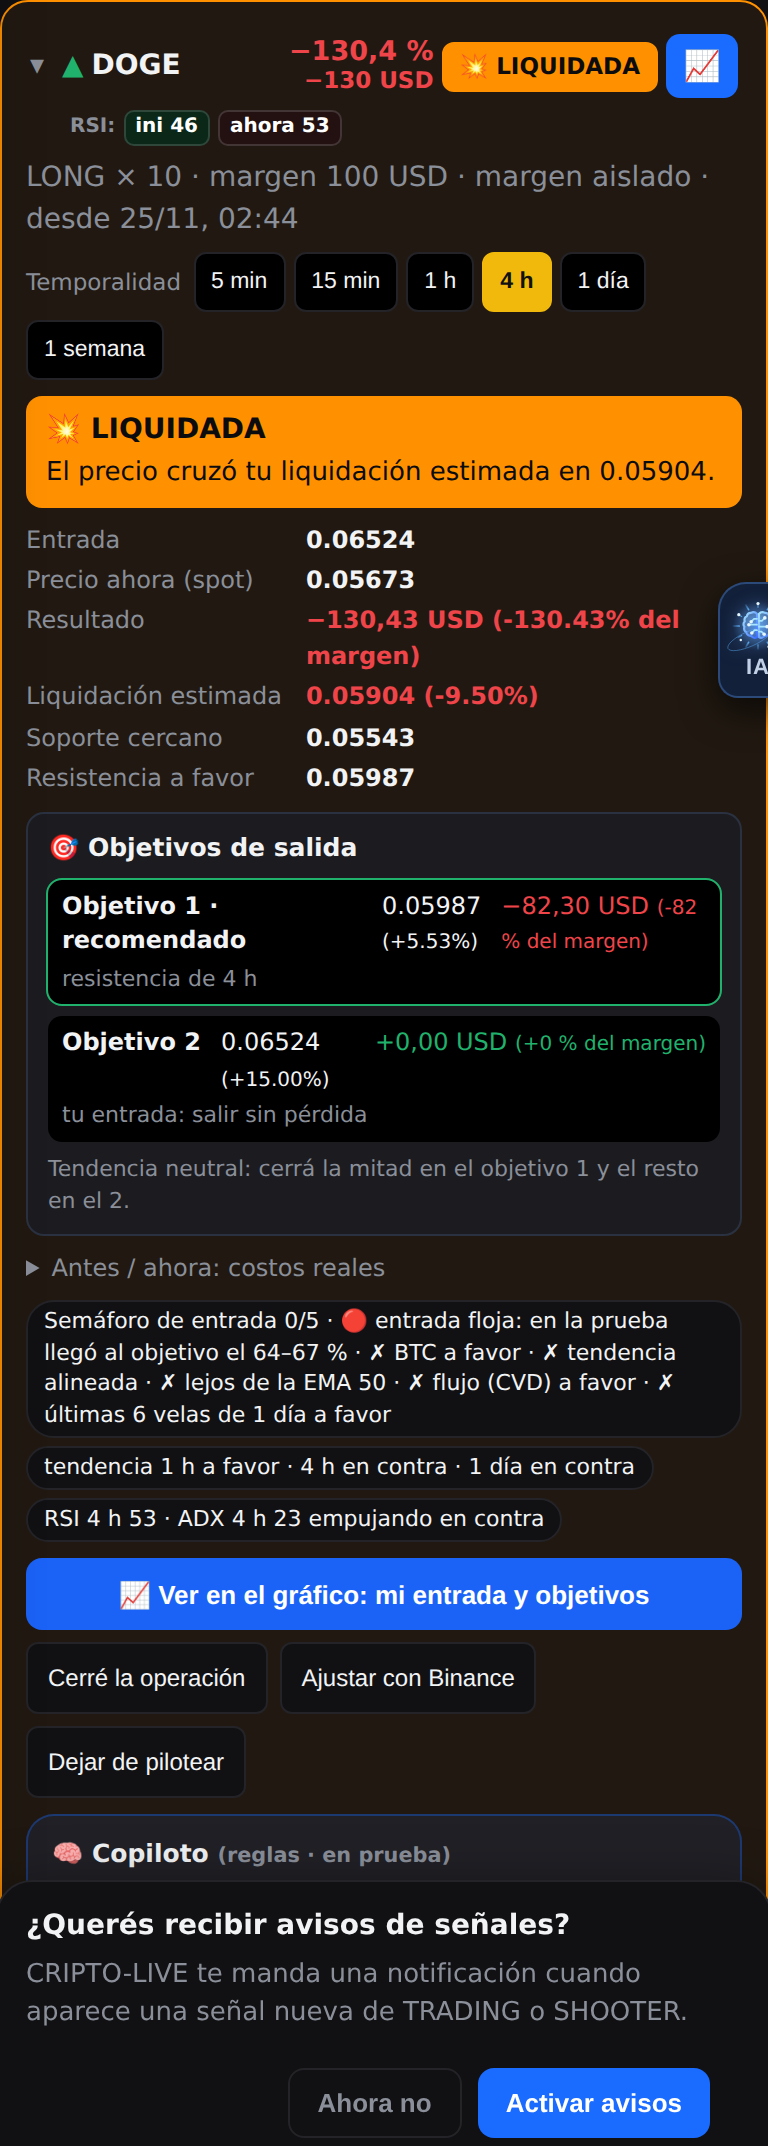 ▼ ▲ DOGE −130,4 % 💥 LIQUIDADA 📈
−130 USD
RSI: ini 46 ahora 53
LONG × 10 · margen 100 USD · margen aislado ·
desde 25/11, 02:44
Temporalidad 5 min 15 min 1 h 4 h 1 día
1 semana
💥 LIQUIDADA
El precio cruzó tu liquidación estimada en 0.05904.
Entrada 0.06524
Precio ahora (spot) 0.05673
Resultado −130,43 USD (-130.43% del
margen)
Liquidación estimada 0.05904 (-9.50%)
Soporte cercano 0.05543
Resistencia a favor 0.05987
IA
🎯 Objetivos de salida
Objetivo 1 · 0.05987 −82,30 USD (-82
recomendado (+5.53%) % del margen)
resistencia de 4 h
Objetivo 2 0.06524 +0,00 USD (+0 % del margen)
(+15.00%)
tu entrada: salir sin pérdida
Tendencia neutral: cerrá la mitad en el objetivo 1 y el resto
en el 2.
▶ Antes / ahora: costos reales
Semáforo de entrada 0/5 · 🔴 entrada floja: en la prueba
llegó al objetivo el 64–67 % · ✗ BTC a favor · ✗ tendencia
alineada · ✗ lejos de la EMA 50 · ✗ flujo (CVD) a favor · ✗
últimas 6 velas de 1 día a favor
tendencia 1 h a favor · 4 h en contra · 1 día en contra
RSI 4 h 53 · ADX 4 h 23 empujando en contra
📈 Ver en el gráfico: mi entrada y objetivos
Cerré la operación Ajustar con Binance
Dejar de pilotear
🧠 Copiloto (reglas · en prueba)
¿Querés recibir avisos de señales?
CRIPTO-LIVE te manda una notificación cuando
aparece una señal nueva de TRADING o SHOOTER.
Ahora no Activar avisos